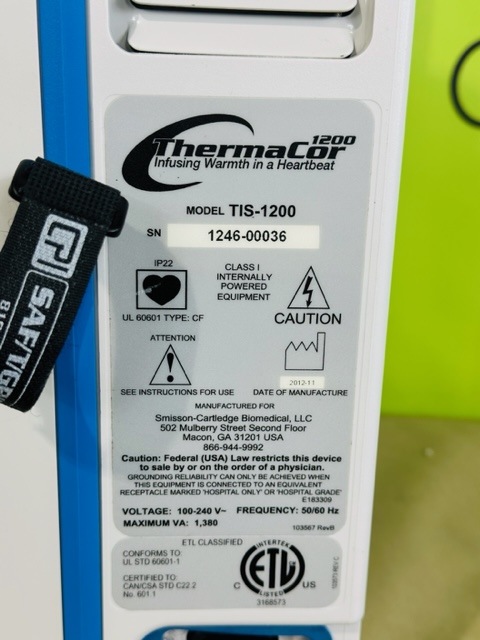 ThermaCor 1200
Infusing Warmth in a Heartbeat
MODEL TIS-1200
SN 1246-00036
IP22
UL 60601 TYPE: CF
CLASS I
INTERNALLY
POWERED
EQUIPMENT
CAUTION
ATTENTION
SEE INSTRUCTIONS FOR USE
2012-11
DATE OF MANUFACTURE
MANUFACTURED FOR
Smisson-Cartledge Biomedical, LLC
502 Mulberry Street Second Floor
Macon, GA 31201 USA
866-944-9992
Caution: Federal (USA) Law restricts this device
to sale by or on the order of a physician.
GROUNDING RELIABILITY CAN ONLY BE ACHIEVED WHEN
THIS EQUIPMENT IS CONNECTED TO AN EQUIVALENT
RECEPTACLE MARKED 'HOSPITAL ONLY' OR 'HOSPITAL GRADE'
E183309
VOLTAGE: 100-240 V~ FREQUENCY: 50/60 Hz
MAXIMUM VA: 1,380
103567 RevB
ETL CLASSIFIED
CONFORMS TO
UL STD 60601-1
CERTIFIED TO
CAN/CSA STD C22.2
No. 601.1
INTERTEK
C ETL US
LISTED
3168573
SAF/T/GP